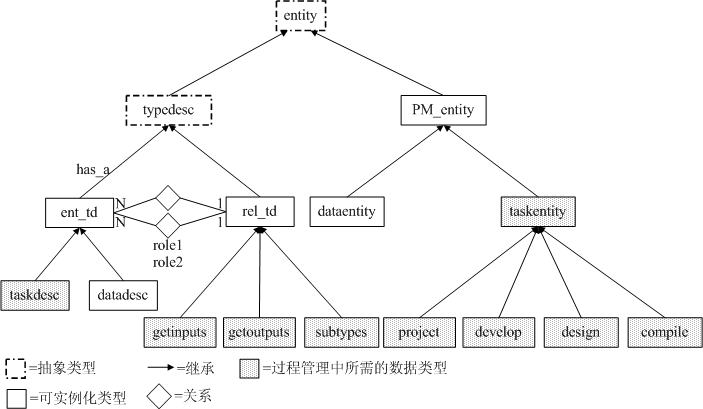 entity
typedesc
PM_entity
has_a
ent_td
N
N
1
1
rel_td
dataentity
taskentity
role1
role2
taskdesc
datadesc
getinputs
getoutputs
subtypes
project
develop
design
compile
=抽象类型
=继承
=过程管理中所需的数据类型
=可实例化类型
=关系